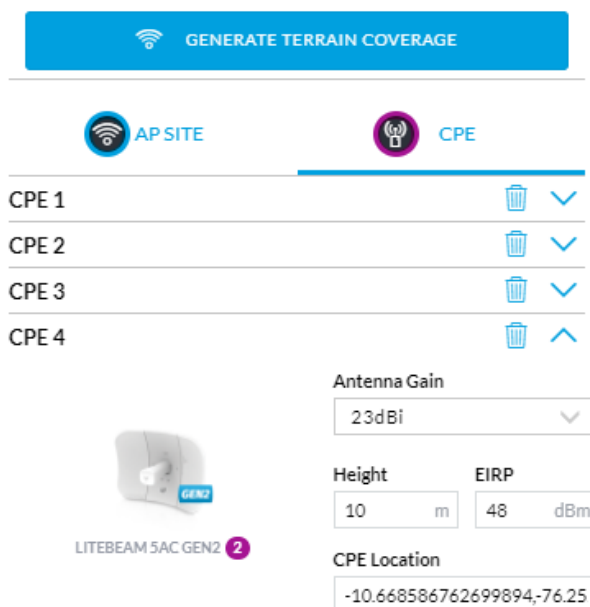 GENERATE TERRAIN COVERAGE
AP SITE
CPE
CPE 1
CPE 2
CPE 3
CPE 4
Antenna Gain
23dBi
Height
EIRP
10 m
48 dBm
GEN2
LITEBEAM 5AC GEN2 2
CPE Location
-10.668586762699894,-76.25